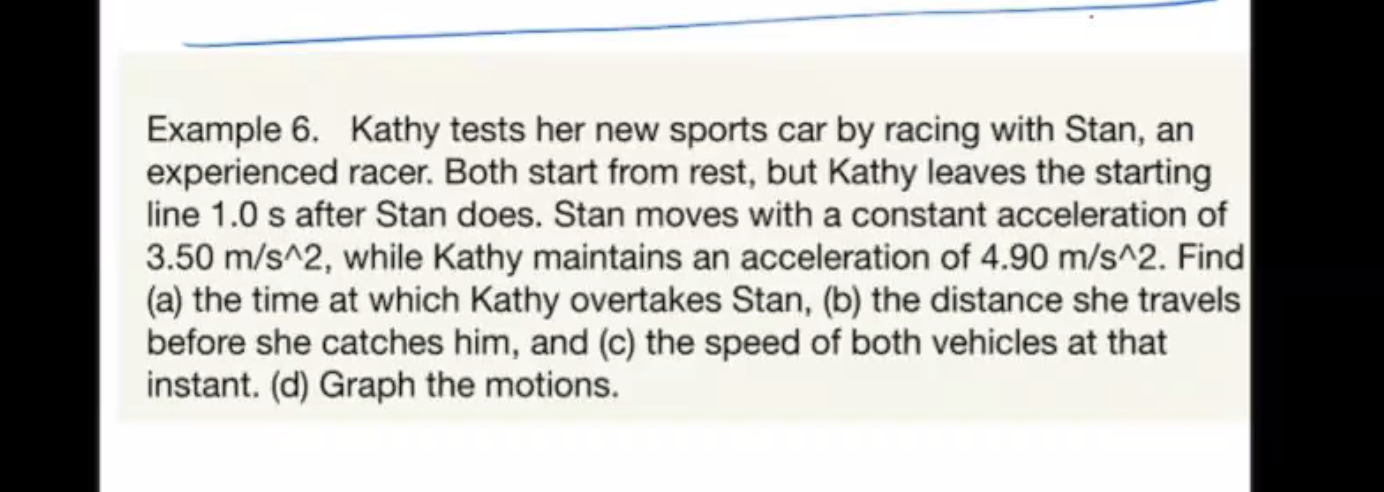 Example 6. Kathy tests her new sports car by racing with Stan, an
experienced racer. Both start from rest, but Kathy leaves the starting
line 1.0 s after Stan does. Stan moves with a constant acceleration of
3.50 m/s^2, while Kathy maintains an acceleration of 4.90 m/s^2. Find
(a) the time at which Kathy overtakes Stan, (b) the distance she travels
before she catches him, and (c) the speed of both vehicles at that
instant. (d) Graph the motions.